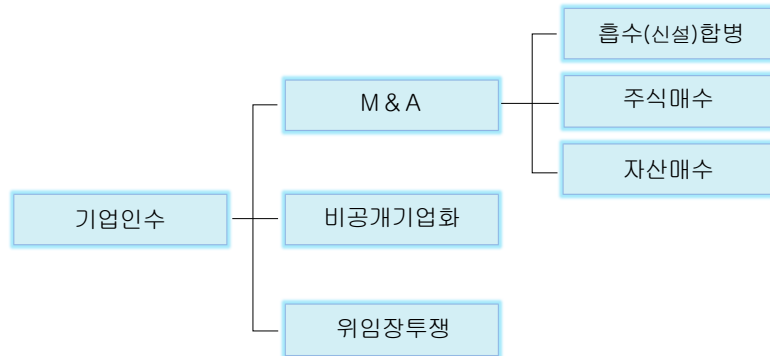 흡수(신설)합병
M & A
주식매수
자산매수
기업인수
비공개기업화
위임장투쟁